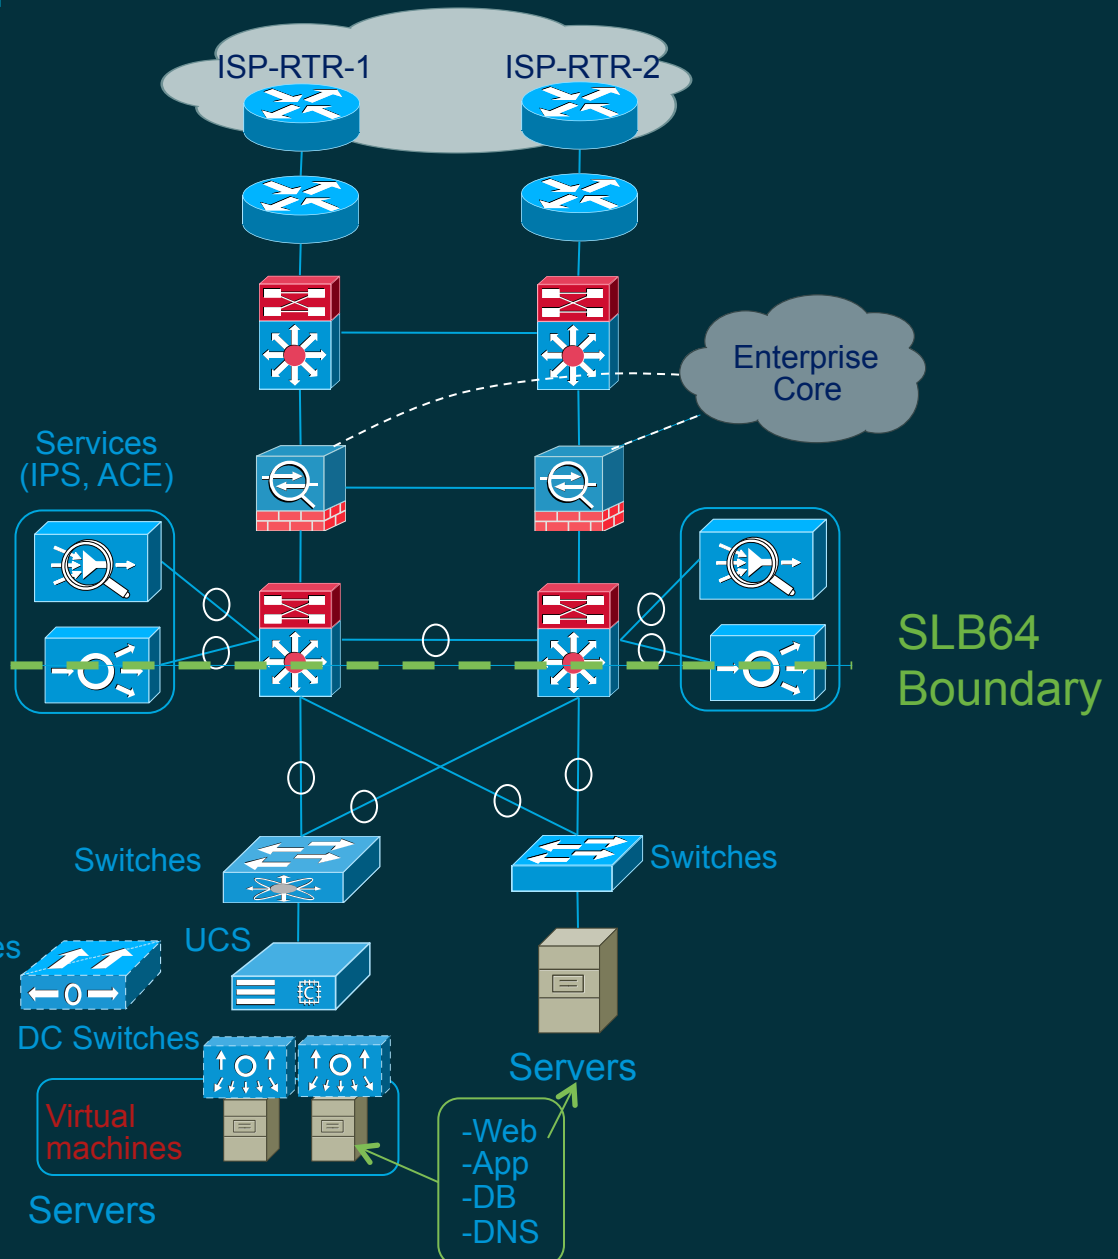 ISP-RTR-1
ISP-RTR-2
Enterprise
Core
Services
(IPS, ACE)
SLB64
Boundary
Switches
Switches
es
UCS
DC Switches
Servers
Virtual
machines
Servers
-Web
-App
-DB
-DNS